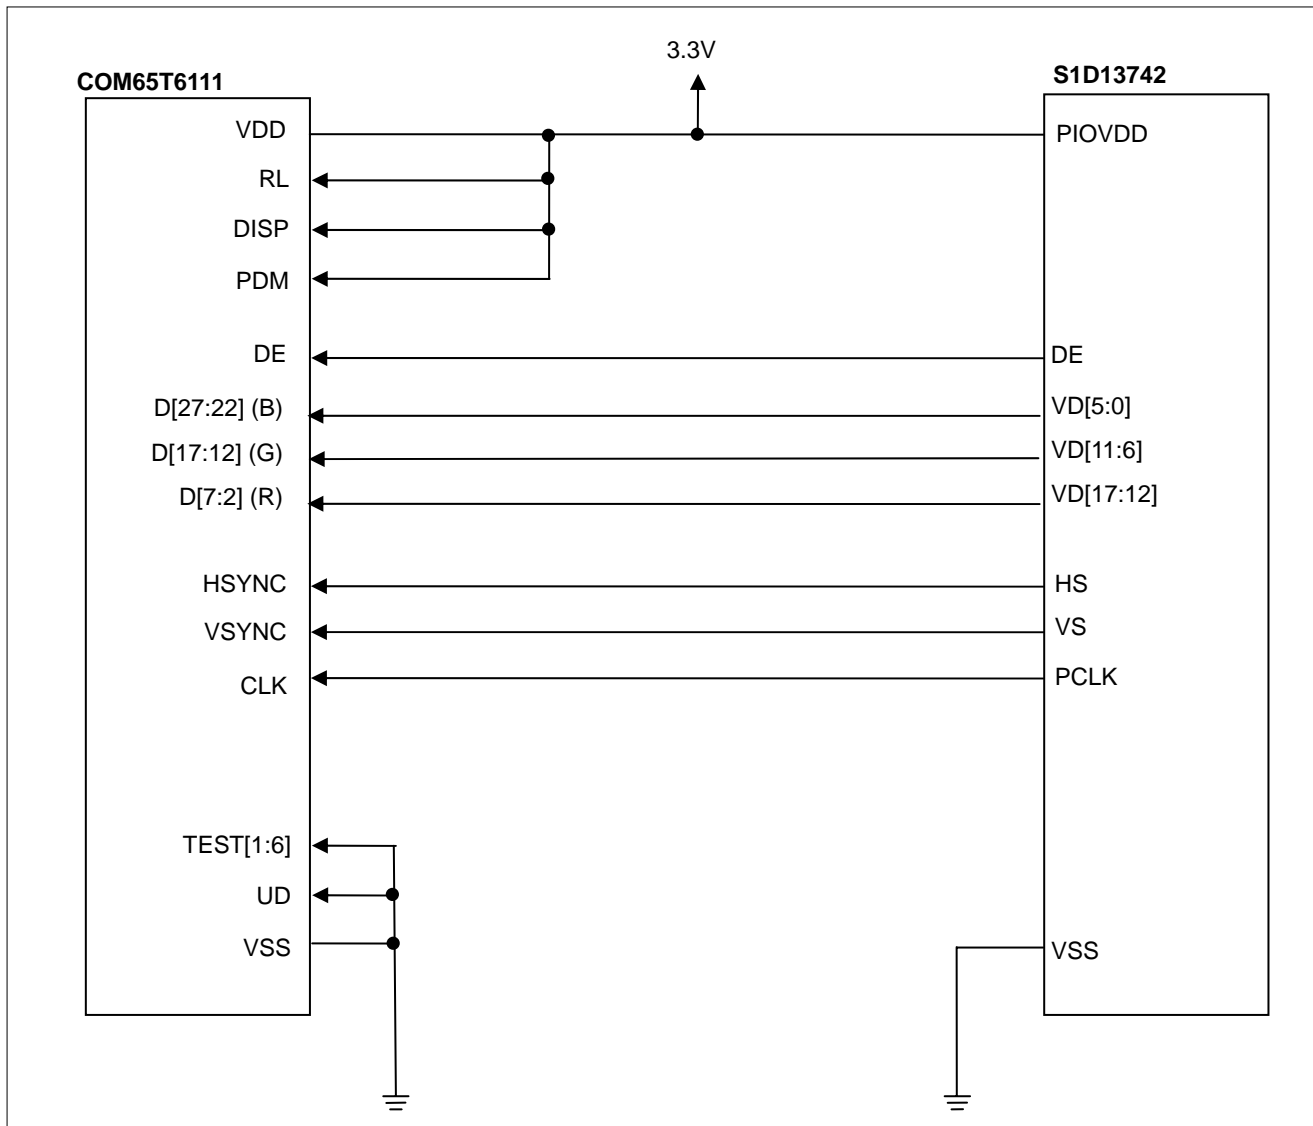 3.3V
COM65T6111
S1D13742
VDD
PIOVDD
RL
DISP
PDM
DE
DE
D[27:22] (B)
VD[5:0]
D[17:12] (G)
VD[11:6]
D[7:2] (R)
VD[17:12]
HSYNC
HS
VSYNC
VS
CLK
PCLK
TEST[1:6]
UD
VSS
VSS